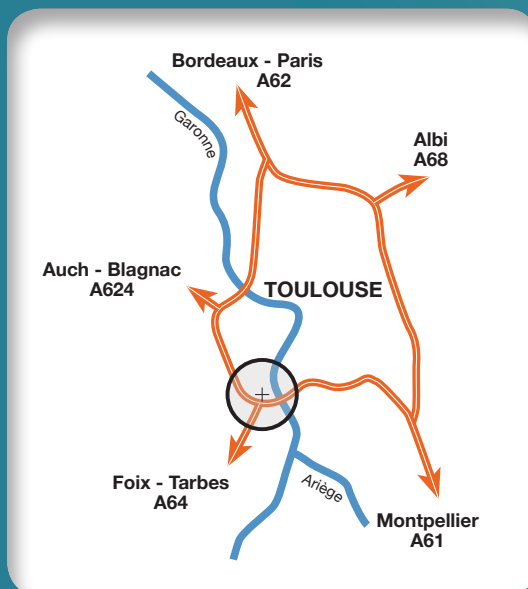 Bordeaux - Paris
A62
Garonne
Albi
A68
Auch - Blagnac
A624
TOULOUSE
Foix - Tarbes
A64
Ariège
Montpellier
A61